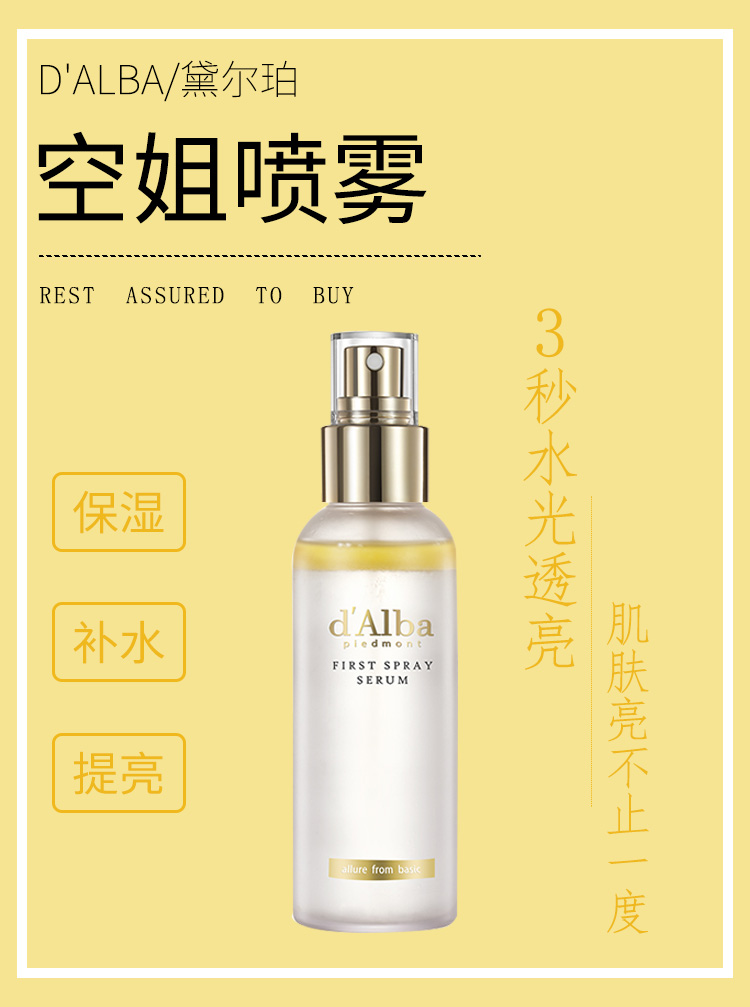 D'ALBA/黛尔珀
空姐喷雾
REST ASSURED TO BUY
3秒水光透亮
肌肤亮不止一度
保湿
补水
提亮
d'Alba
piedmont
FIRST SPRAY
SERUM
allure from basic